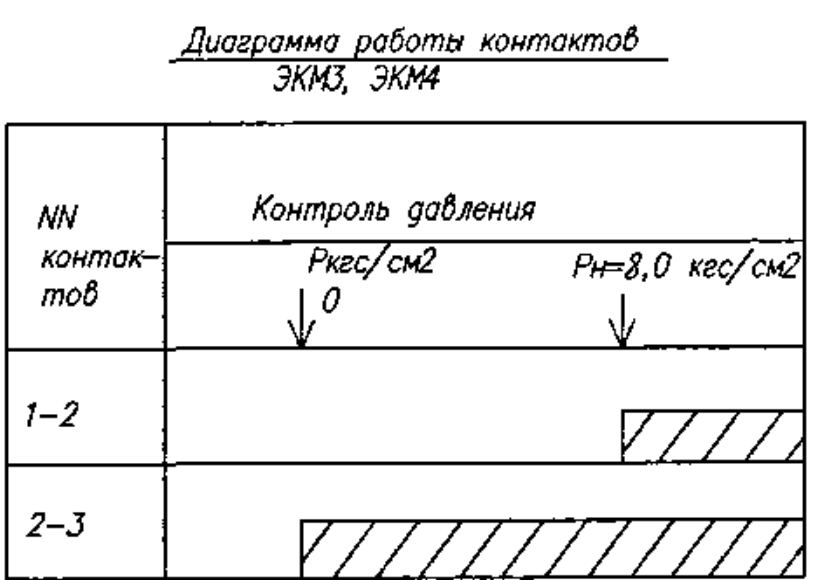 Диаграмма работы контактов
ЭКМ3, ЭКМ4
NN
контак-
тов
Контроль давления
Ркгс/см2
0
Рн=8,0 кгс/см2
1-2
2-3